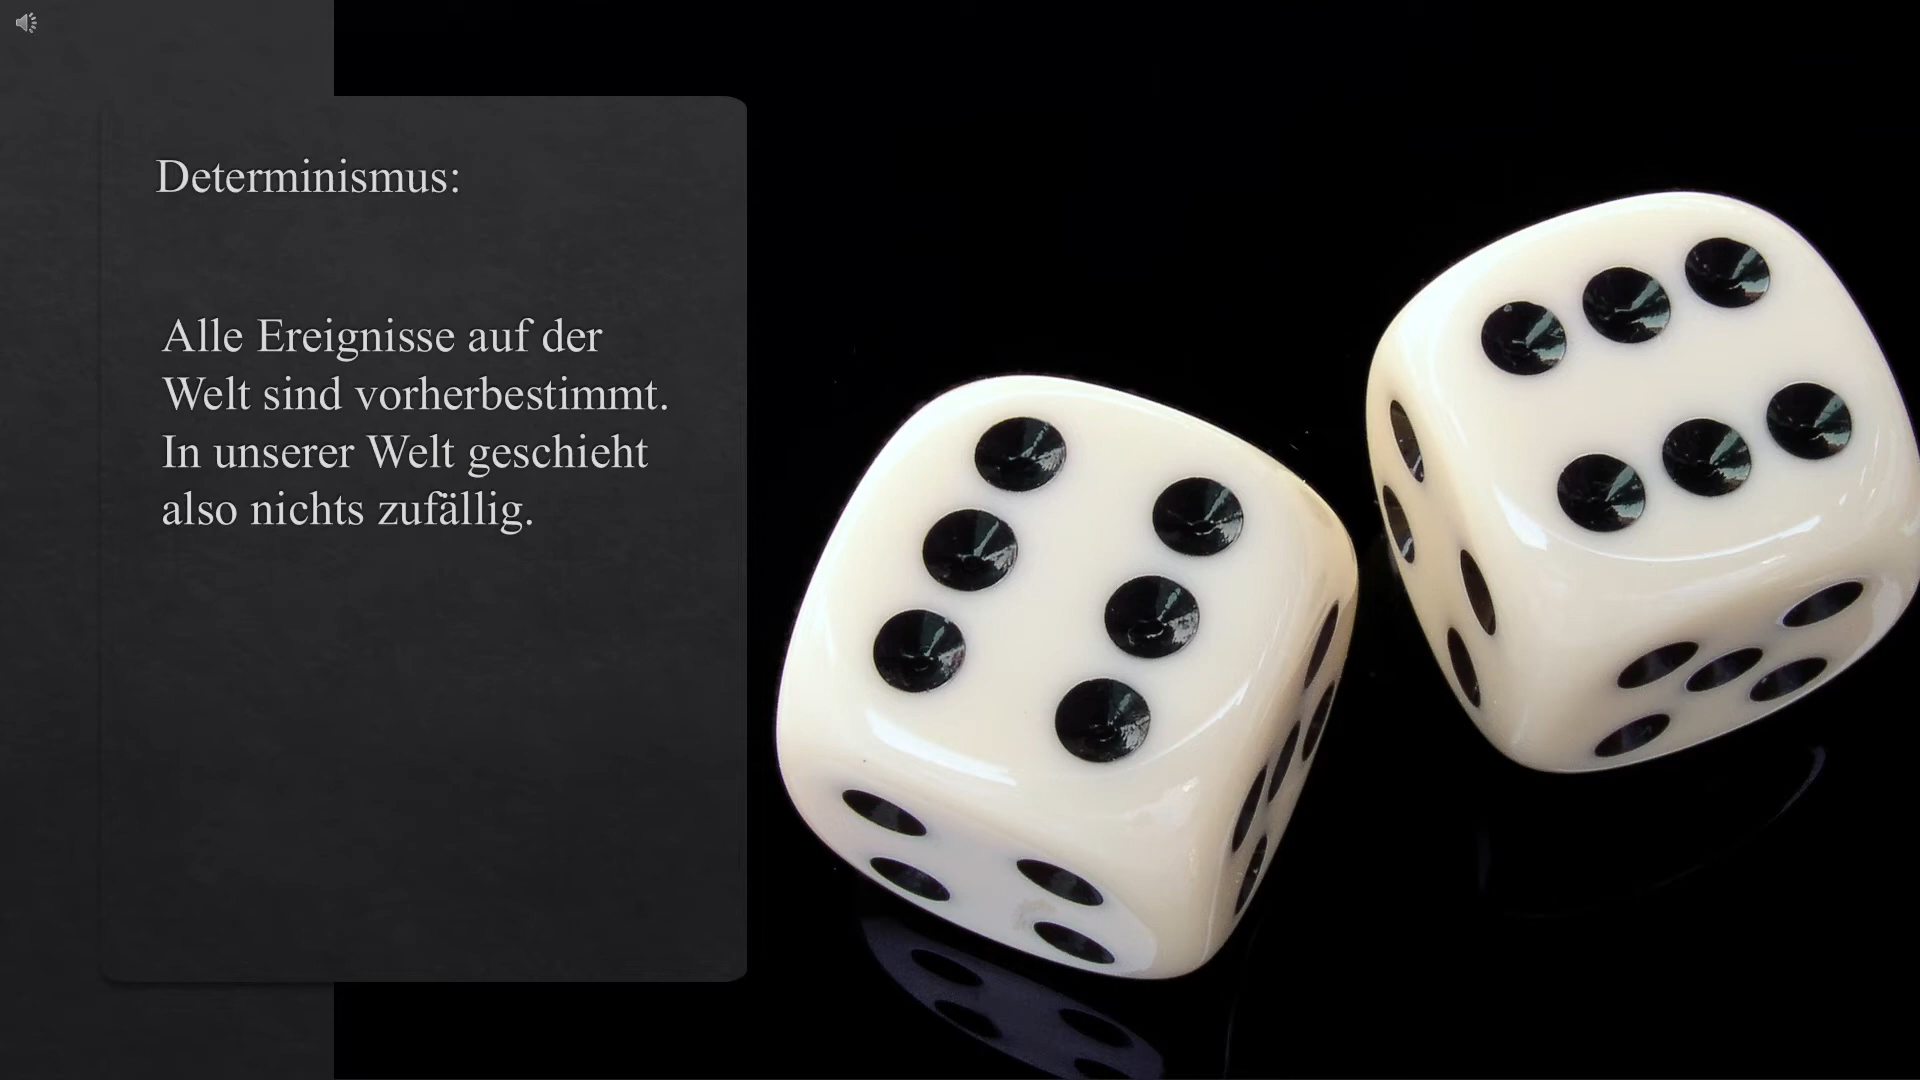 Determinismus:
Alle Ereignisse auf der
Welt sind vorherbestimmt.
In unserer Welt geschieht
also nichts zufällig.